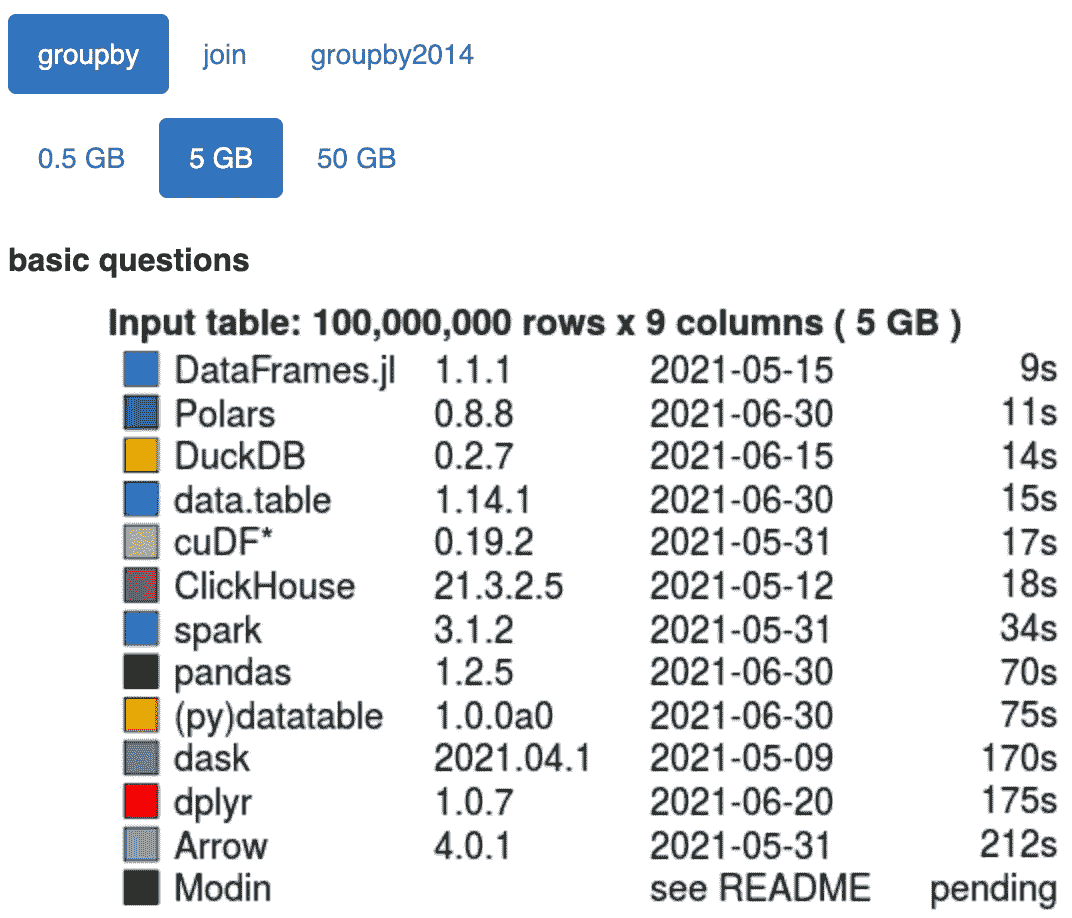 groupby join groupby2014
0.5 GB 5 GB 50 GB
basic questions
Input table: 100,000,000 rows x 9 columns ( 5 GB )
DataFrames.jl 1.1.1 2021-05-15 9s
Polars 0.8.8 2021-06-30 11s
DuckDB 0.2.7 2021-06-15 14s
data.table 1.14.1 2021-06-30 15s
cuDF* 0.19.2 2021-05-31 17s
ClickHouse 21.3.2.5 2021-05-12 18s
spark 3.1.2 2021-05-31 34s
pandas 1.2.5 2021-06-30 70s
(py)datatable 1.0.0a0 2021-06-30 75s
dask 2021.04.1 2021-05-09 170s
dplyr 1.0.7 2021-06-20 175s
Arrow 4.0.1 2021-05-31 212s
Modin see README pending